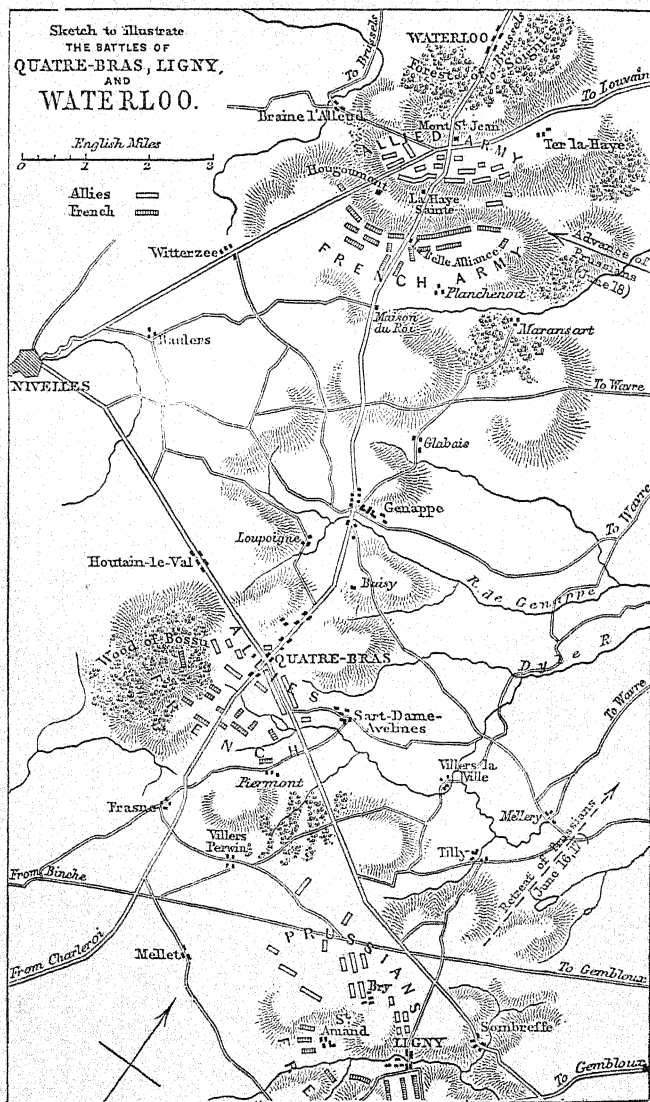 Sketch to illustrate
THE BATTLES OF
QUATRE-BRAS, LIGNY,
AND
WATERLOO.
English Miles
0 1 2 3
Allies
French
To Brussels
WATERLOO
To Brussels
Forest of Soignes
To Louvain
Braine l'Alleud
Mont St Jean
ALLIED ARMY
Ter-la-Haye
Hougoumont
La Haye
Sainte
Witterzee
Belle Alliance
FRENCH ARMY
Advance of
Prussians
(June 18)
Planchenoit
Maison
du Roi
Maransart
Baulers
NIVELLES
To Wavre
Glabais
Genappe
To Wavre
Loupoigne
Houtain-le-Val
Baisy
R. de Genappe
Wood of Bossu
ALLIES
QUATRE-BRAS
Dyle R.
To Wavre
Sart-Dame-
Avelines
FRENCH
Piermont
Villers la
Ville
Frasne
Mellery
Villers
Perwin
Tilly
Retreat of Prussians
(June 16, 17)
From Binche
From Charleroi
PRUSSIANS
Mellet
To Gembloux
Bry
St
Amand
Sombreffe
LIGNY
FRE
To Gembloux